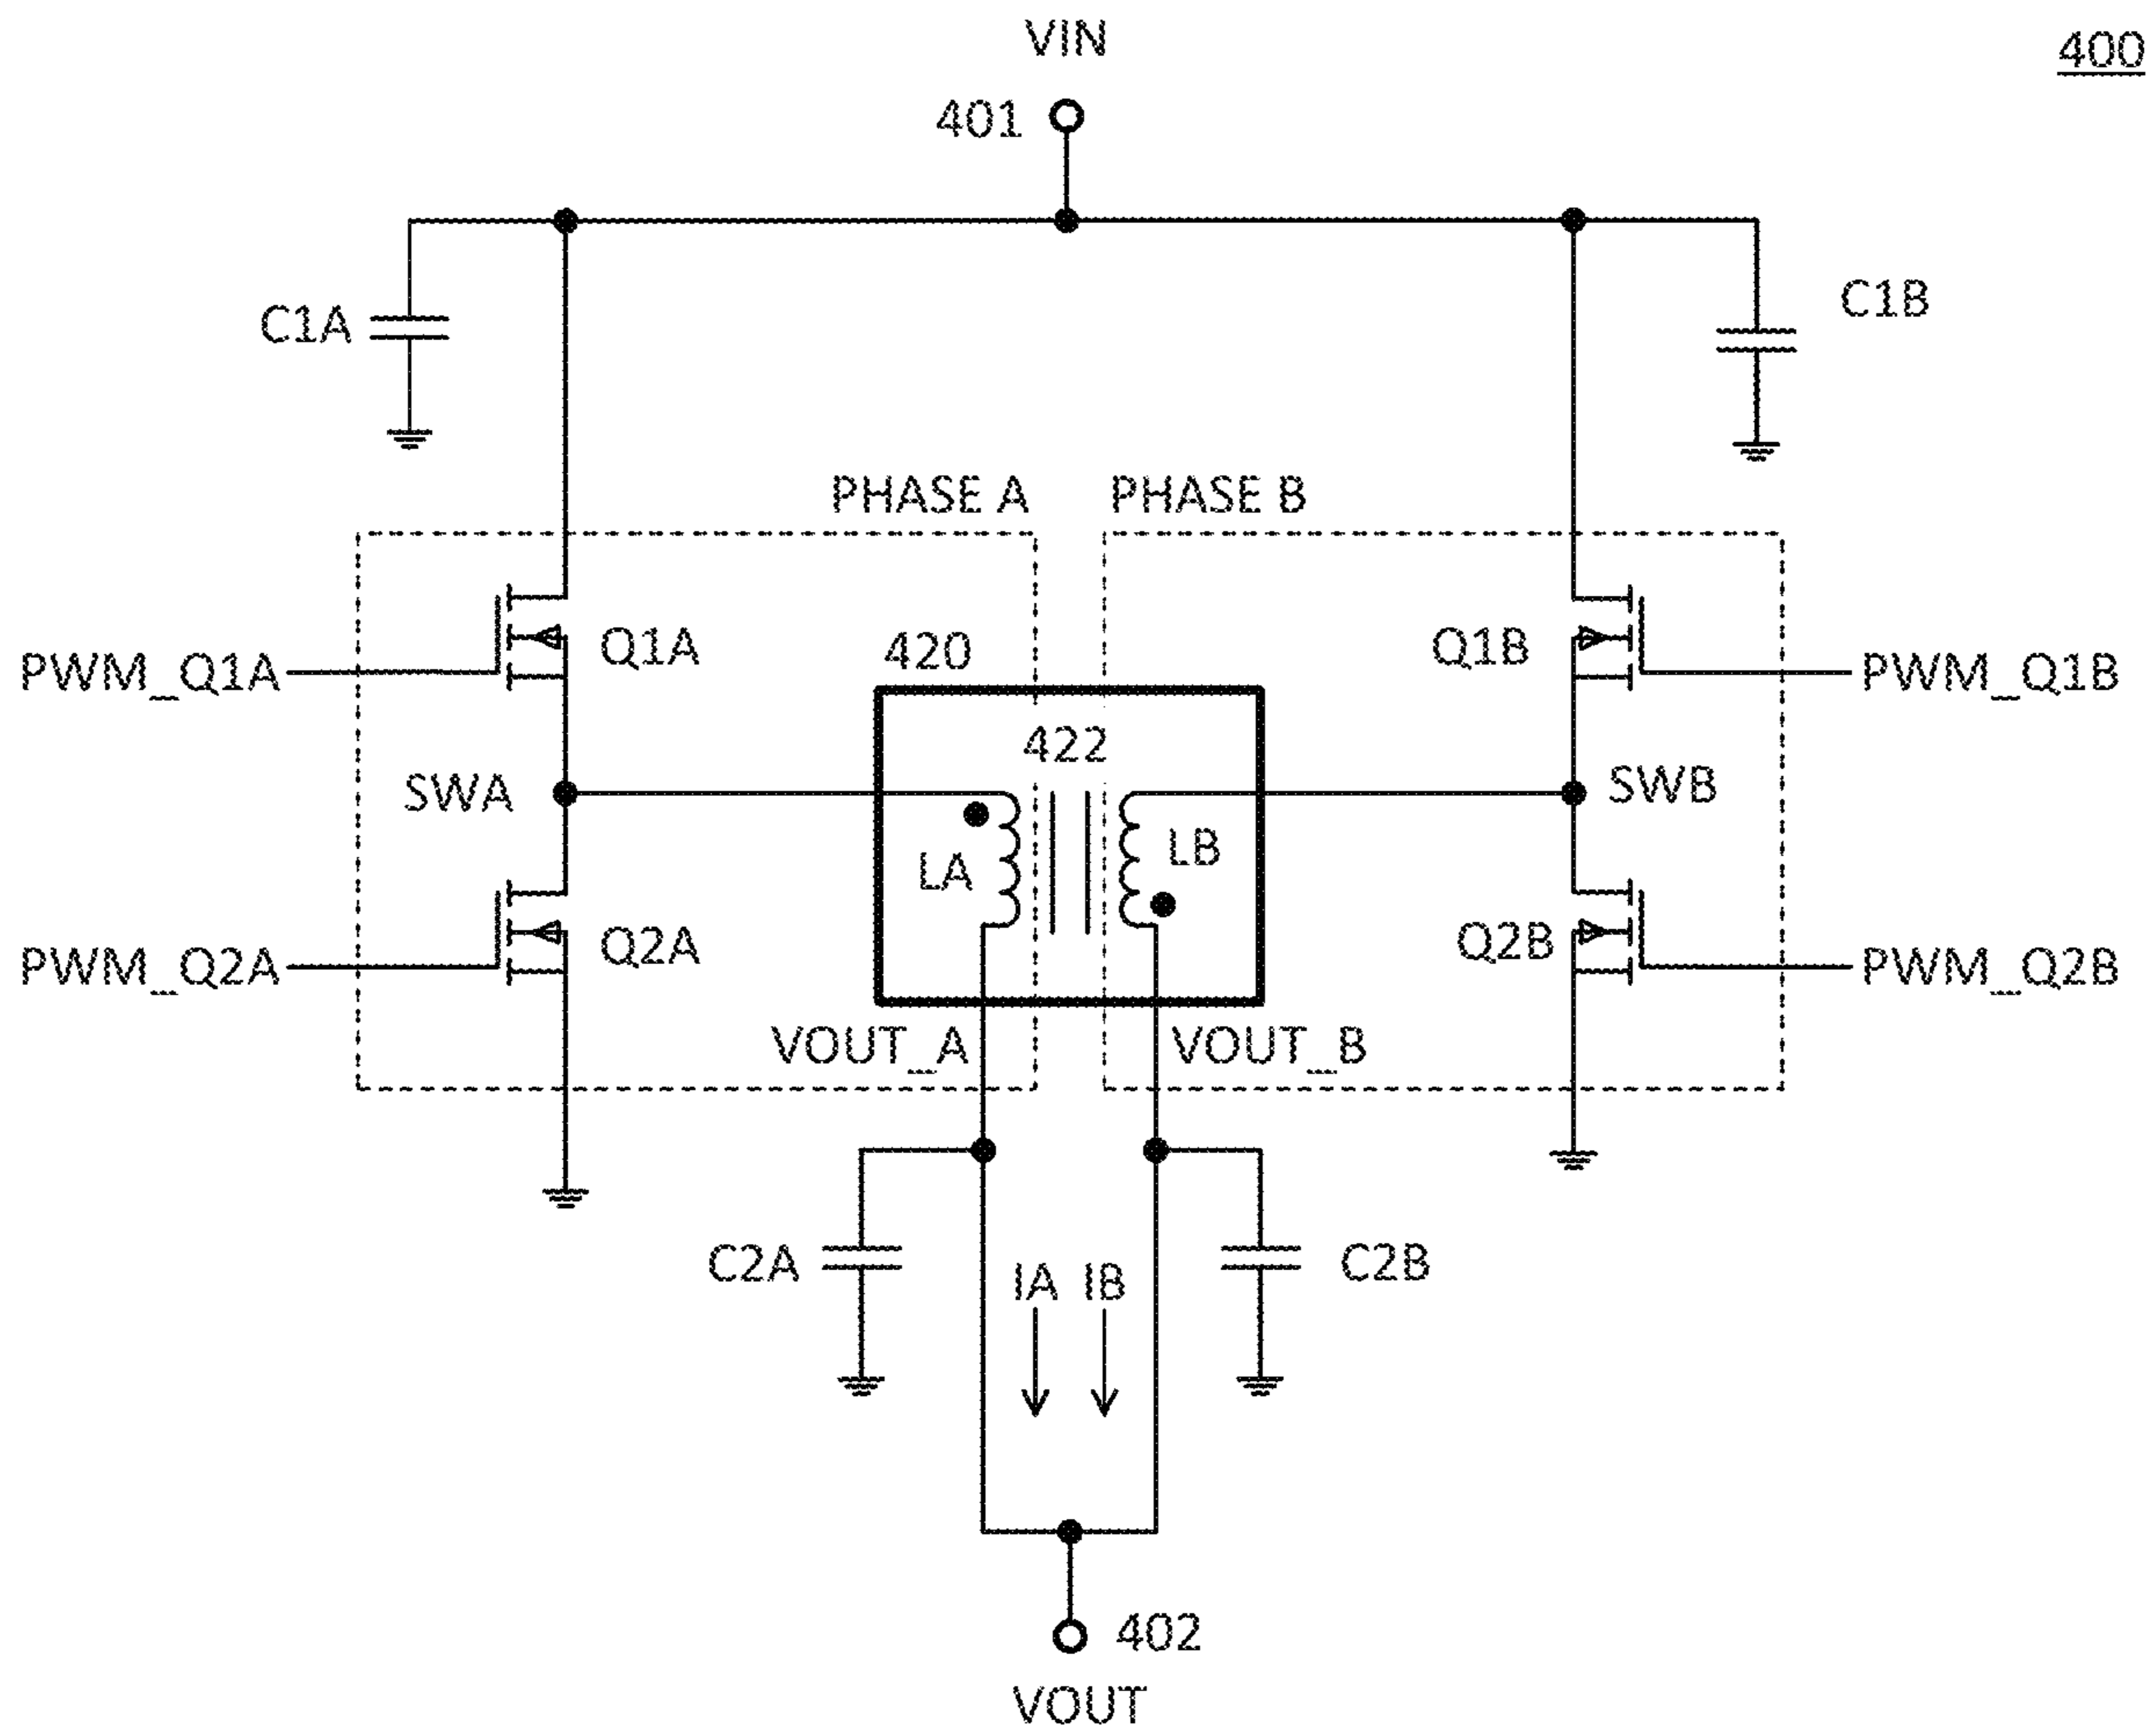 VIN
400
401
C1A
C1B
PHASE A
PHASE B
Q1A
420
Q1B
PWM_Q1A
PWM_Q1B
422
SWA
SWB
LA
LB
Q2A
Q2B
PWM_Q2A
PWM_Q2B
VOUT_A
VOUT_B
C2A
IA
IB
C2B
402
VOUT